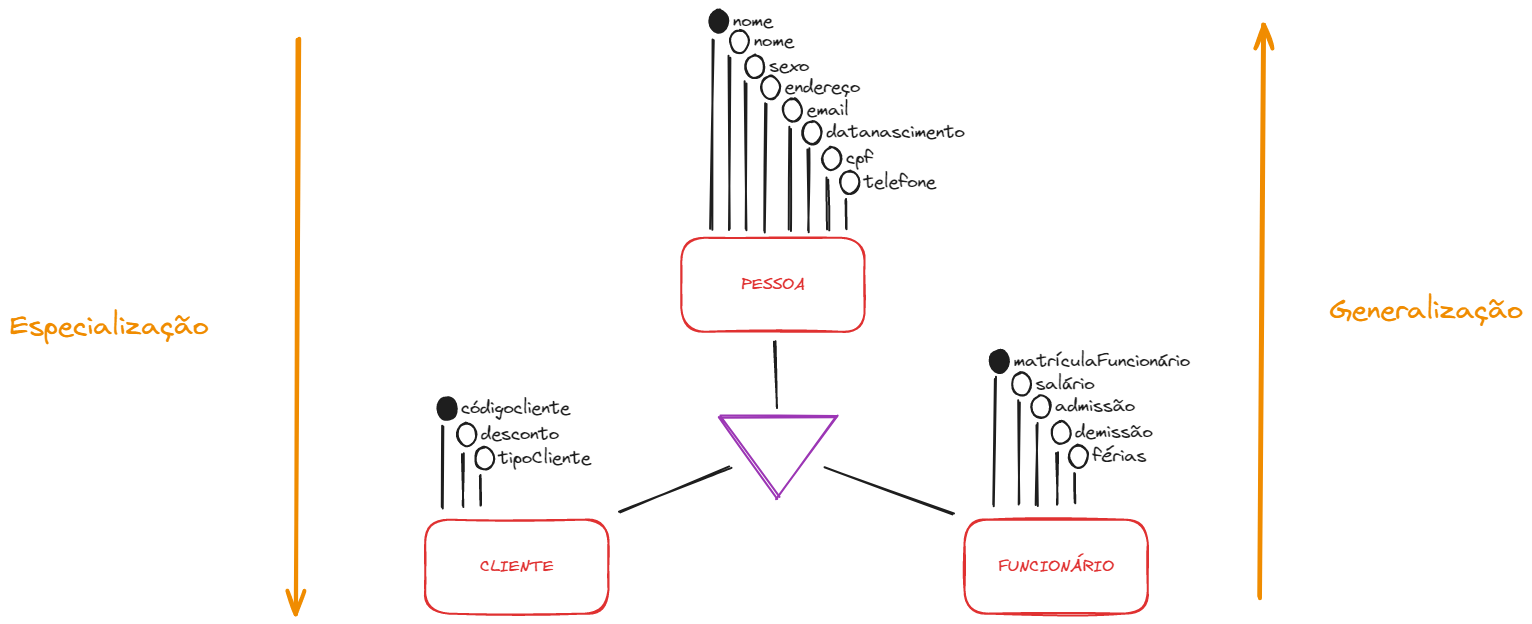 nome
nome
sexo
endereço
email
datanascimento
cpf
telefone
PESSOA
Especialização
Generalização
códigocliente
desconto
tipoCliente
matrículaFuncionário
salário
admissão
demissão
férias
CLIENTE
FUNCIONÁRIO